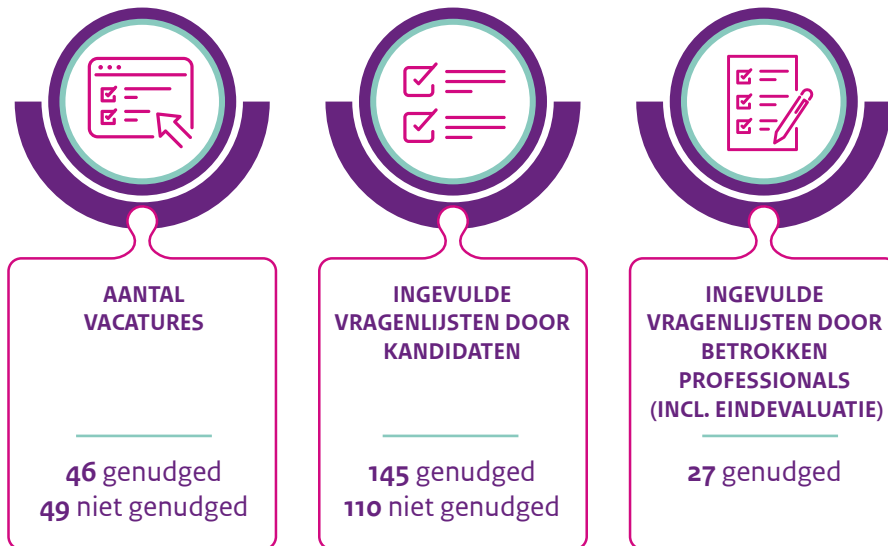 AANTAL
VACATURES
46 genudged
49 niet genudged
INGEVULDE
VRAGENLIJSTEN DOOR
KANDIDATEN
145 genudged
110 niet genudged
INGEVULDE
VRAGENLIJSTEN DOOR
BETROKKEN
PROFESSIONALS
(INCL. EINDEVALUATIE)
27 genudged